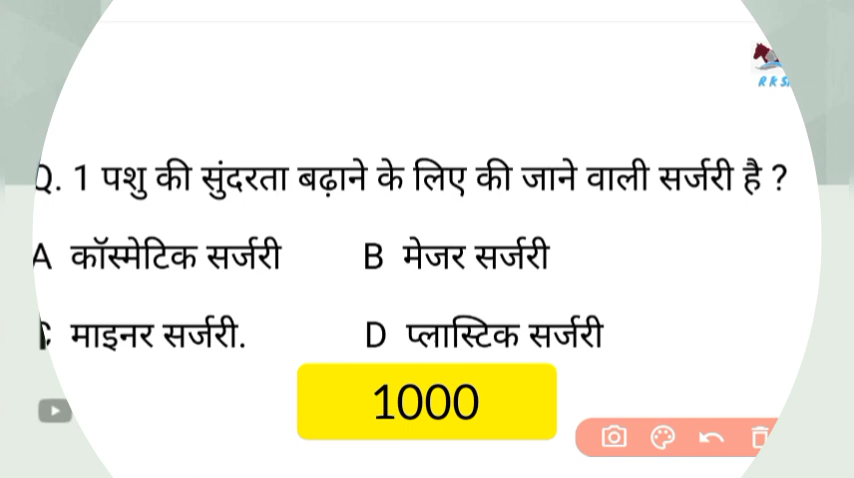 R K S
Q. 1 पशु की सुंदरता बढ़ाने के लिए की जाने वाली सर्जरी है ?
A कॉस्मेटिक सर्जरी B मेजर सर्जरी
C माइनर सर्जरी. D प्लास्टिक सर्जरी
1000